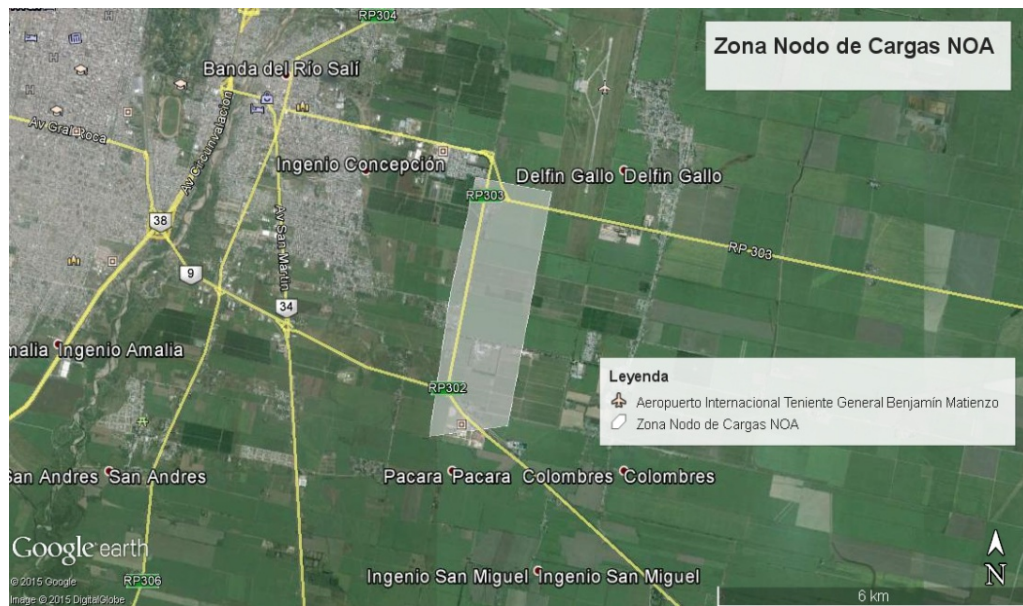 RP304
Zona Nodo de Cargas NOA
Banda del Río Salí
Av Gral Roca
Av Circunvalación
Ingenio Concepción
Delfin Gallo Delfin Gallo
RP303
38
Av San Martín
RP 303
9
34
malia Ingenio Amalia
RP302
Leyenda
Aeropuerto Internacional Teniente General Benjamín Matienzo
Zona Nodo de Cargas NOA
San Andres San Andres
Pacara Pacara Colombres Colombres
Google earth
N
© 2015 Google
RP306
Ingenio San Miguel Ingenio San Miguel
Image © 2015 DigitalGlobe
6 km